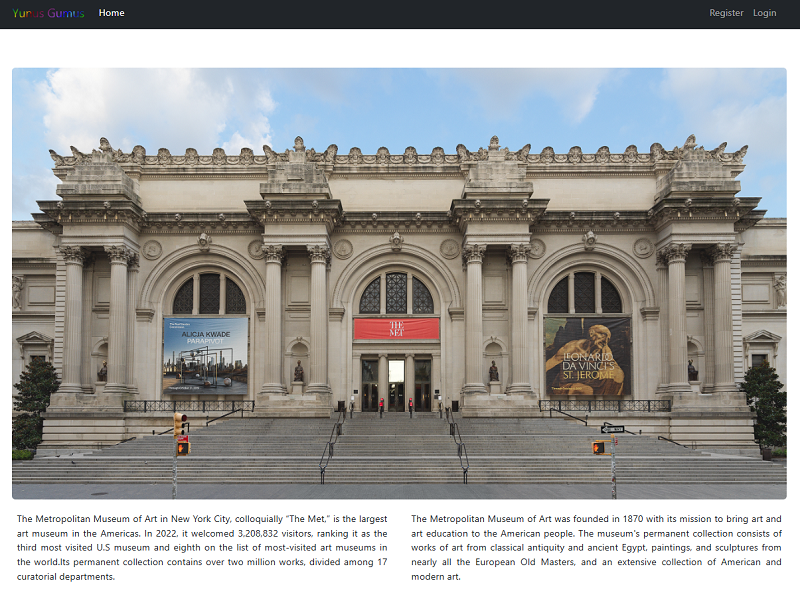 Yunus Gumus Home Register Login
ALICJA KWADE
PARAPIVOT
THE
MET
LEONARDO
DA VINCI'S
ST. JEROME
The Metropolitan Museum of Art in New York City, colloquially “The Met,” is the largest
art museum in the Americas. In 2022, it welcomed 3,208,832 visitors, ranking it as the
third most visited U.S museum and eighth on the list of most-visited art museums in
the world.Its permanent collection contains over two million works, divided among 17
curatorial departments.
The Metropolitan Museum of Art was founded in 1870 with its mission to bring art and
art education to the American people. The museum's permanent collection consists of
works of art from classical antiquity and ancient Egypt, paintings, and sculptures from
nearly all the European Old Masters, and an extensive collection of American and
modern art.